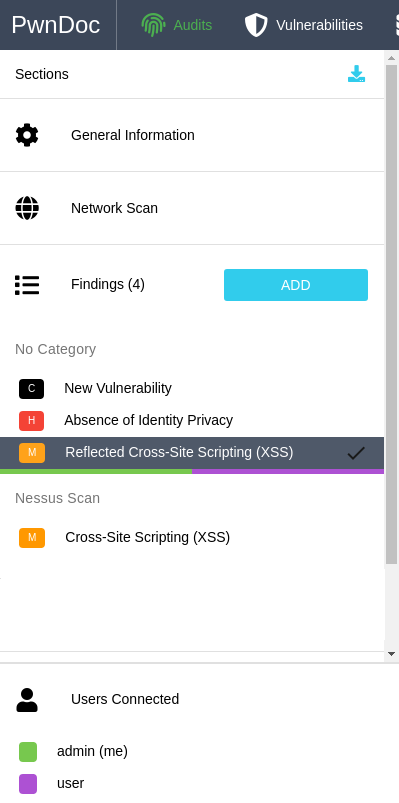 PwnDoc Audits Vulnerabilities
Sections
General Information
Network Scan
Findings (4) ADD
No Category
C New Vulnerability
H Absence of Identity Privacy
M Reflected Cross-Site Scripting (XSS)
Nessus Scan
M Cross-Site Scripting (XSS)
Users Connected
admin (me)
user